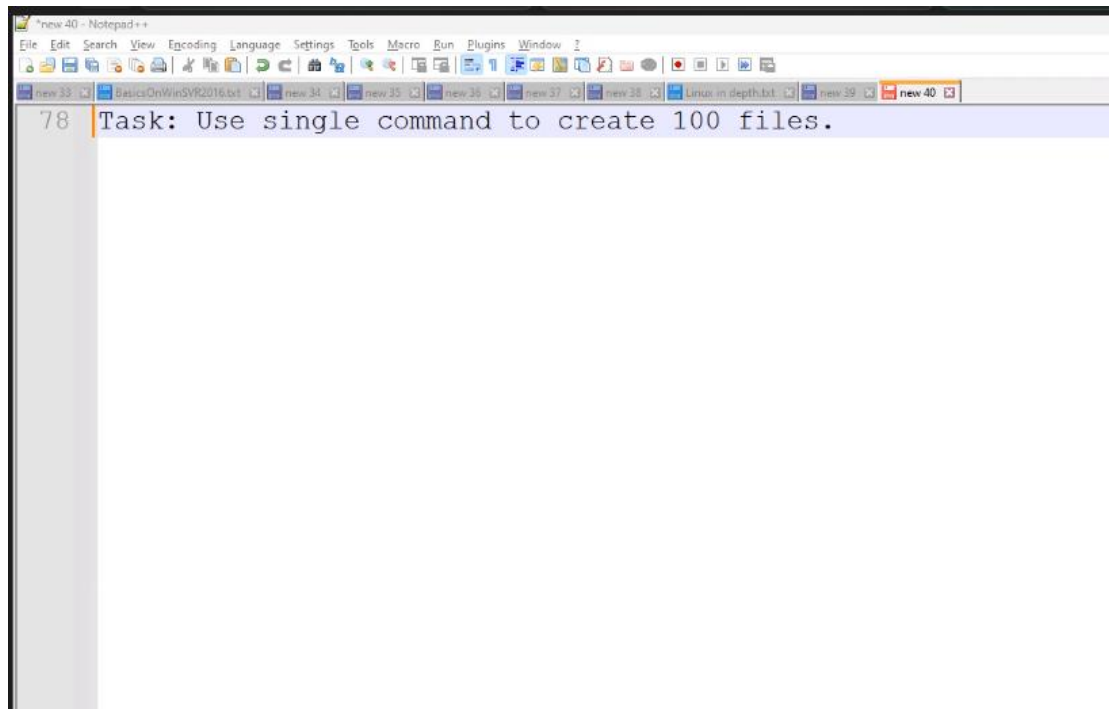 *new 40 - Notepad++
File Edit Search View Encoding Language Settings Tools Macro Run Plugins Window ?
new 33 BasicsOnWinSVR2016.txt new 34 new 35 new 36 new 37 new 38 Linux in depth.txt new 39 new 40
78 Task: Use single command to create 100 files.